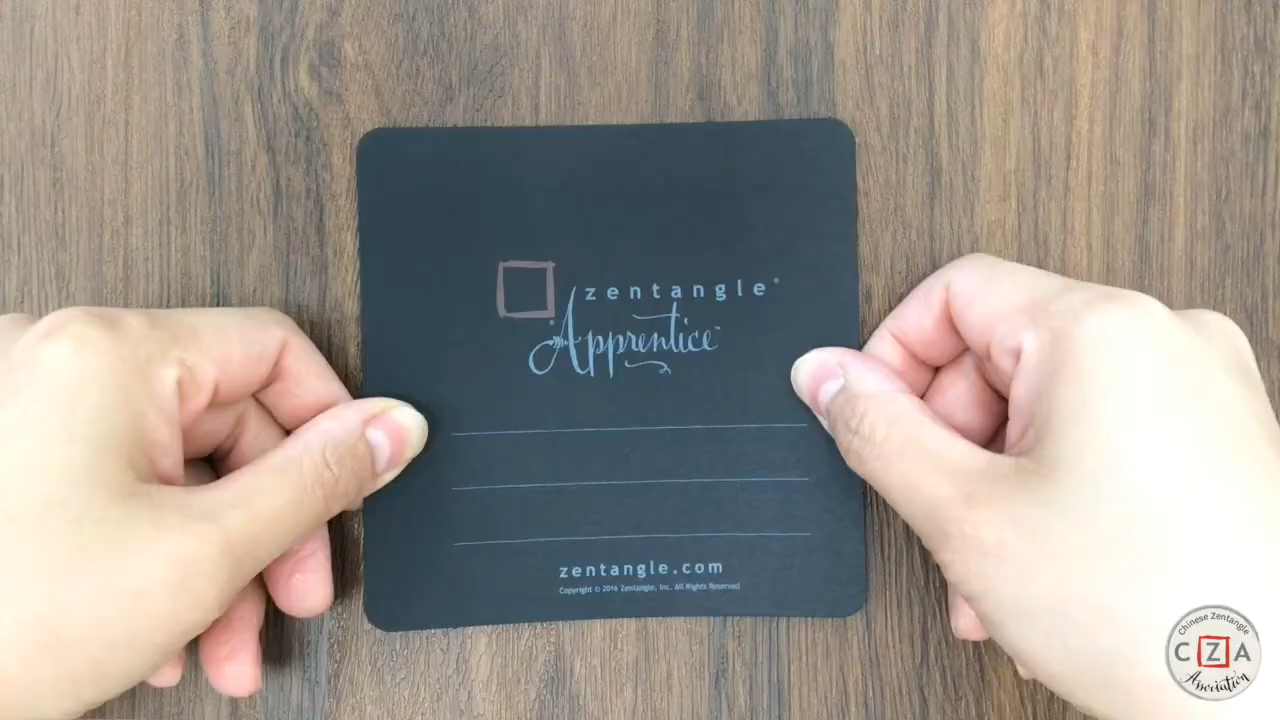 zentangle®
Apprentice™
zentangle.com
Copyright © 2016 Zentangle, Inc. All Rights Reserved
Chinese Zentangle
CZA
Association